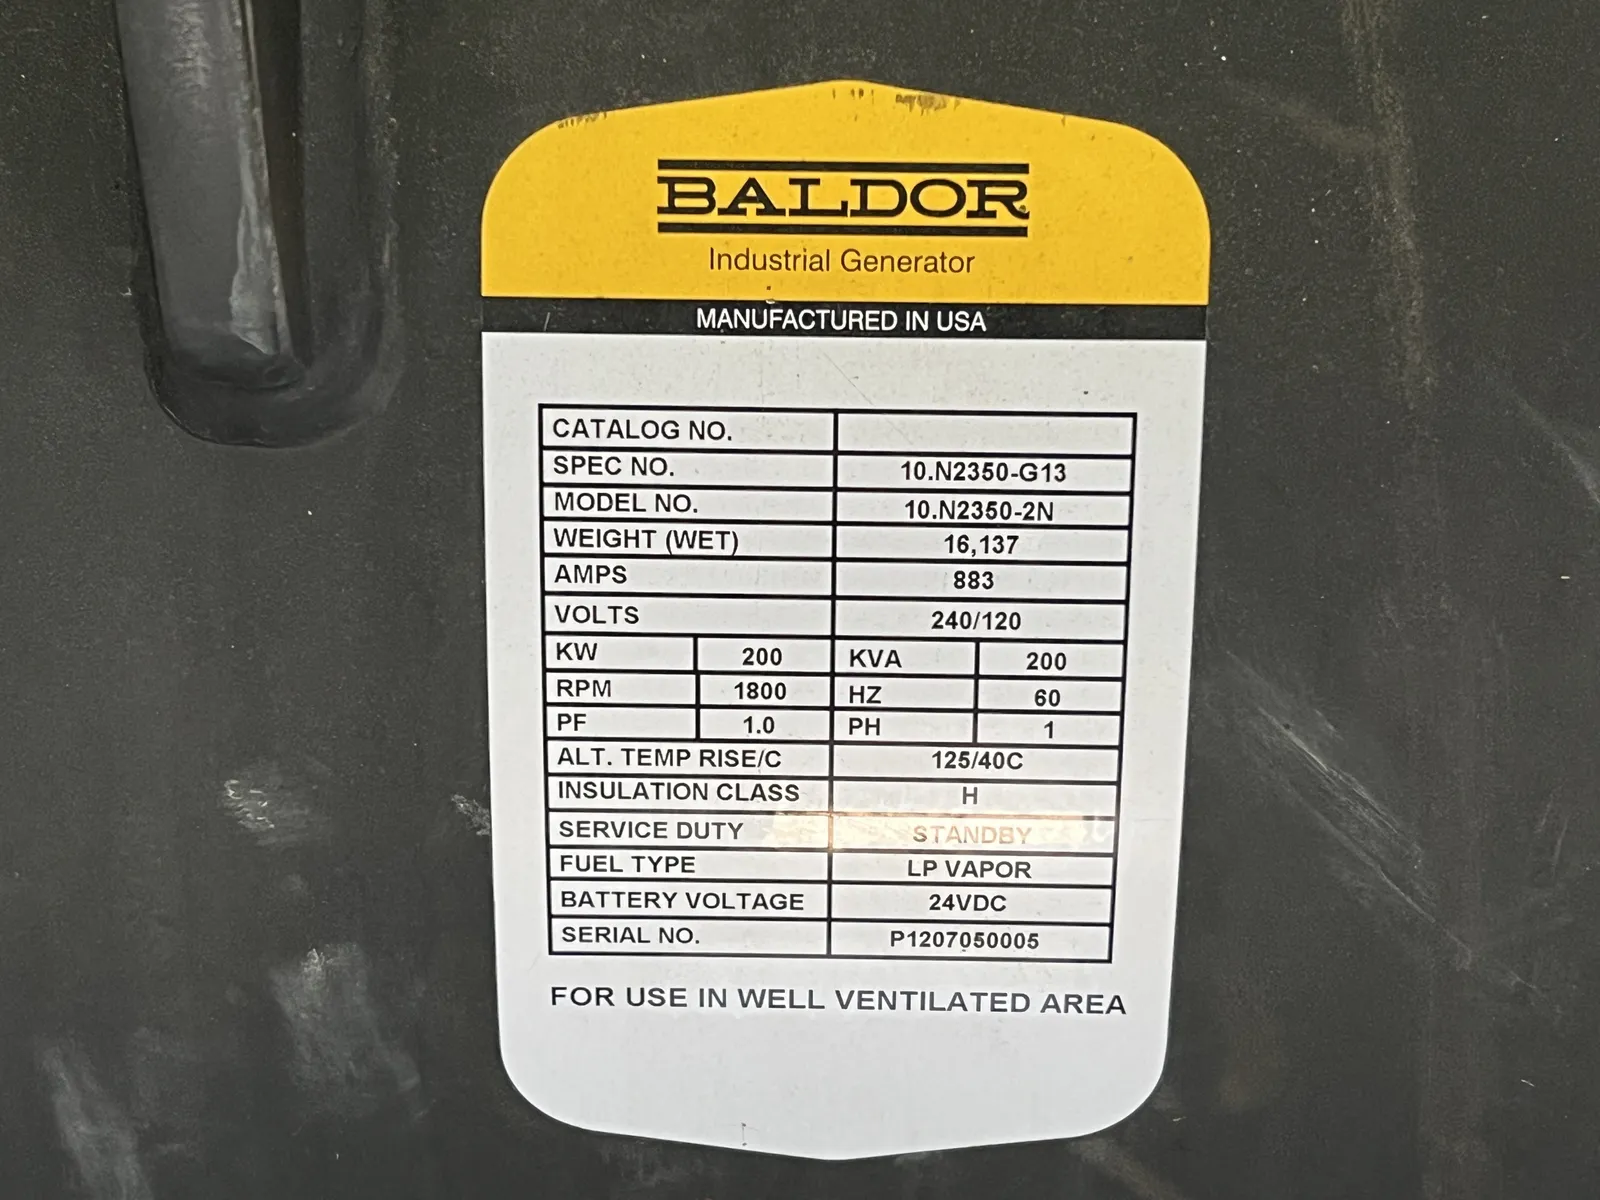 BALDOR
Industrial Generator
MANUFACTURED IN USA
CATALOG NO.
SPEC NO. 10.N2350-G13
MODEL NO. 10.N2350-2N
WEIGHT (WET) 16,137
AMPS 883
VOLTS 240/120
KW 200 KVA 200
RPM 1800 HZ 60
PF 1.0 PH 1
ALT. TEMP RISE/C 125/40C
INSULATION CLASS H
SERVICE DUTY STANDBY
FUEL TYPE LP VAPOR
BATTERY VOLTAGE 24VDC
SERIAL NO. P1207050005
FOR USE IN WELL VENTILATED AREA